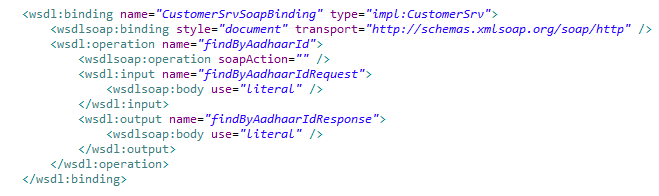 <wsdl:binding name="CustomerSrvSoapBinding" type="impl:CustomerSrv">
<wsdlsoap:binding style="document" transport="http://schemas.xmlsoap.org/soap/http" />
<wsdl:operation name="findByAadhaarId">
<wsdlsoap:operation soapAction="" />
<wsdl:input name="findByAadhaarIdRequest">
<wsdlsoap:body use="literal" />
</wsdl:input>
<wsdl:output name="findByAadhaarIdResponse">
<wsdlsoap:body use="literal" />
</wsdl:output>
</wsdl:operation>
</wsdl:binding>